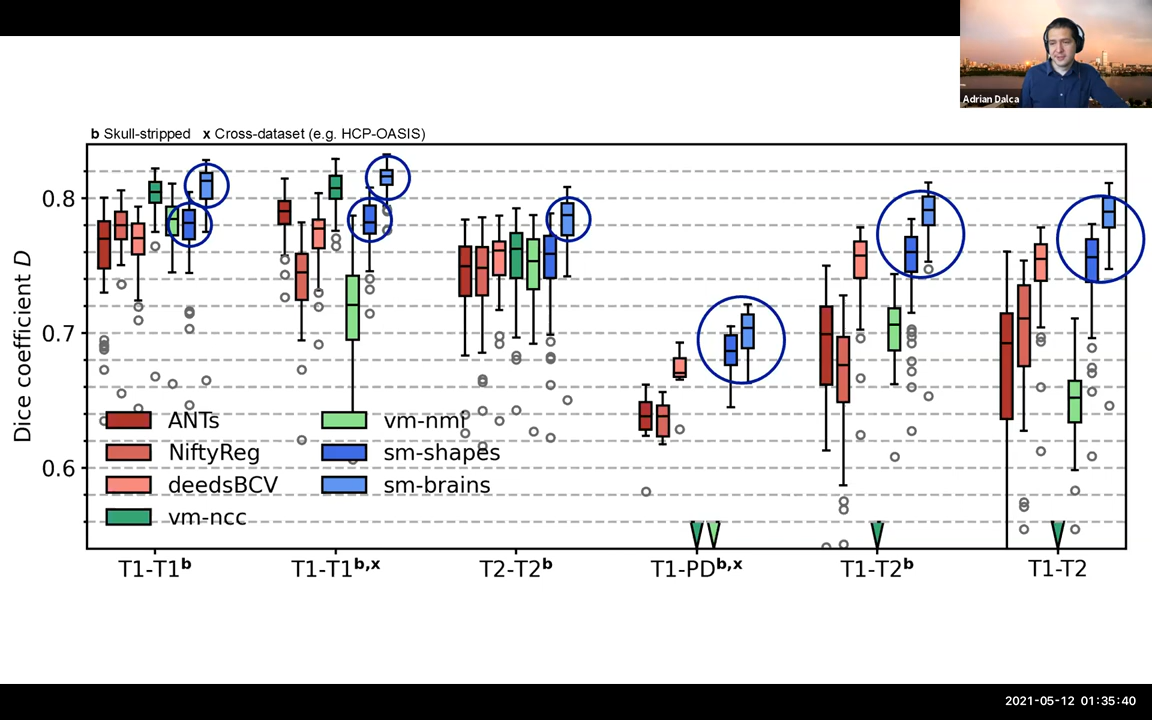 Adrian Dalca
b Skull-stripped x Cross-dataset (e.g. HCP-OASIS)
Dice coefficient D
0.8
0.7
0.6
ANTs
NiftyReg
deedsBCV
vm-ncc
vm-nmi
sm-shapes
sm-brains
T1-T1b
T1-T1b,x
T2-T2b
T1-PDb,x
T1-T2b
T1-T2
2021-05-12 01:35:40